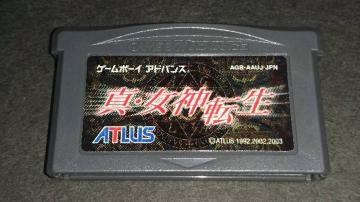 ゲームボーイ アドバンス
AGB-AAUJ-JPN
真・女神転生
ATLUS
©ATLUS 1992,2002,2003